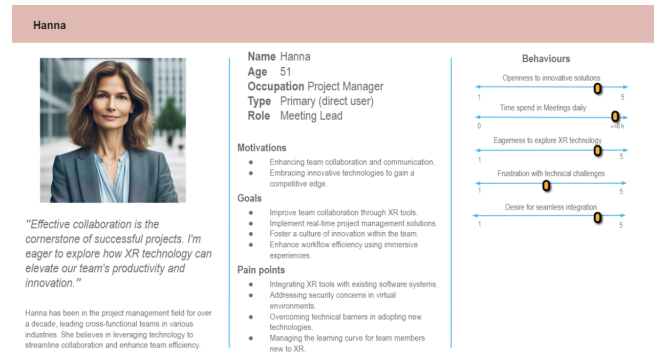 Hanna
"Effective collaboration is the
cornerstone of successful projects. I'm
eager to explore how XR technology can
elevate our team's productivity and
innovation."
Hanna has been in the project management field for over
a decade, leading cross-functional teams in various
industries. She believes in leveraging technology to
streamline collaboration and enhance team efficiency.
Name Hanna
Age 51
Occupation Project Manager
Type Primary (direct user)
Role Meeting Lead
Motivations
● Enhancing team collaboration and communication.
● Embracing innovative technologies to gain a
competitive edge.
Goals
● Improve team collaboration through XR tools.
● Implement real-time project management solutions.
● Foster a culture of innovation within the team.
● Enhance workflow efficiency using immersive
experiences.
Pain points
● Integrating XR tools with existing software systems.
● Addressing security concerns in virtual
environments.
● Overcoming technical barriers in adopting new
technologies.
● Managing the learning curve for team members
new to XR.
Behaviours
Openness to innovative solutions
1 5
Time spend in Meetings daily
0
Eagerness to explore XR technology
1 5
Frustration with technical challenges
1 5
Desire for seamless integration
1 5